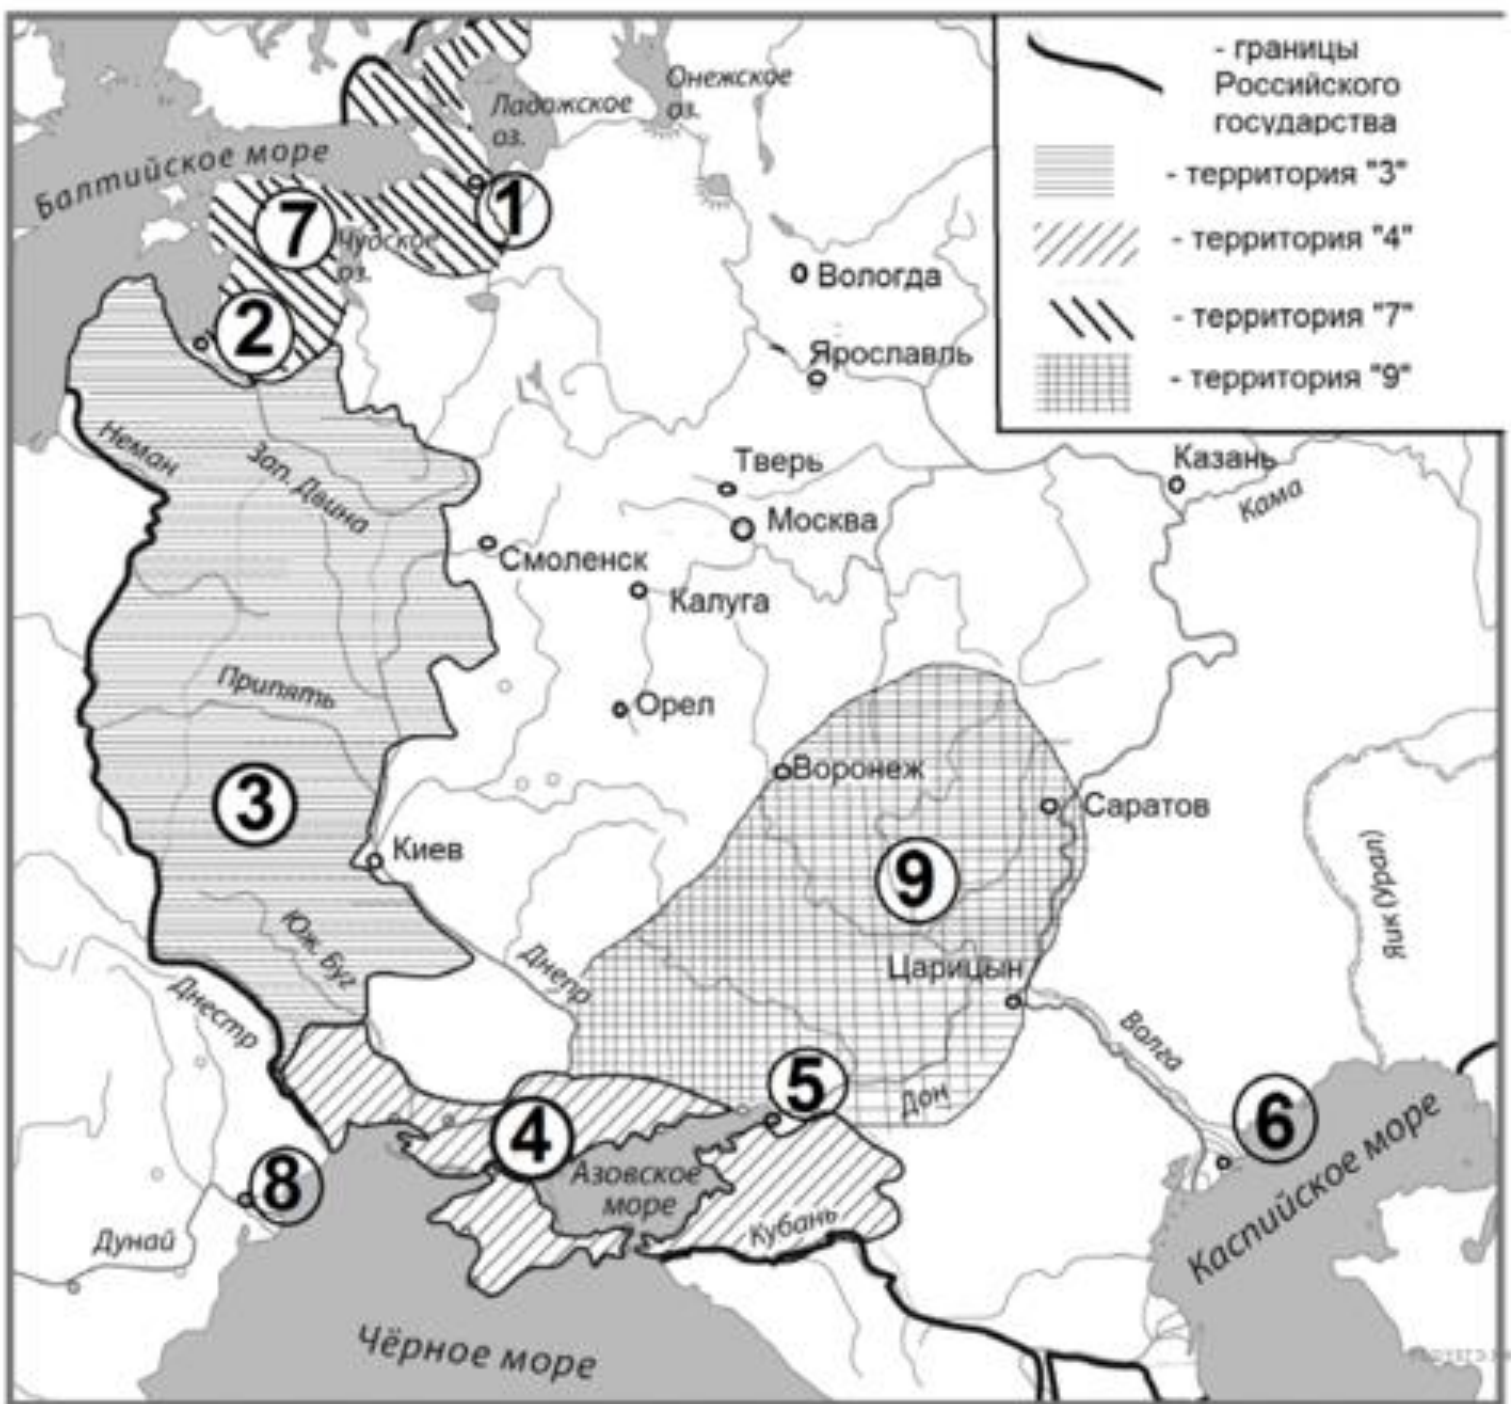 - границы
Российского
государства
- территория "3"
- территория "4"
- территория "7"
- территория "9"
Онежское
оз.
Ладожское
оз.
Балтийское море
1
7
Чудское
оз.
Вологда
2
Ярославль
Неман
Зап. Двина
Тверь
Казань
Кама
Москва
Смоленск
Калуга
Припять
Орел
Воронеж
3
Саратов
Киев
9
Яик (Урал)
Юж. Буг
Днепр
Царицын
Днестр
Волга
5
Дон
6
4
Азовское
море
8
Кубань
Дунай
Каспийское море
Чёрное море